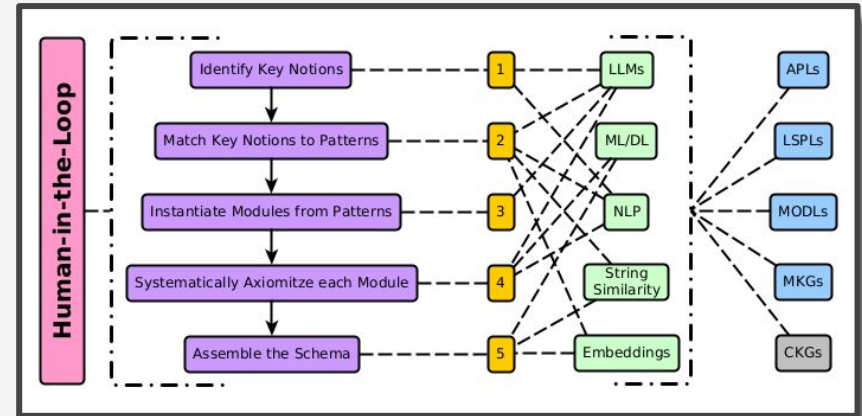 Human-in-the-Loop
Identify Key Notions
1
LLMs
APLs
Match Key Notions to Patterns
2
ML/DL
LSPLs
Instantiate Modules from Patterns
3
NLP
MODLs
Systematically Axiomitze each Module
4
String
Similarity
MKGs
Assemble the Schema
5
Embeddings
CKGs